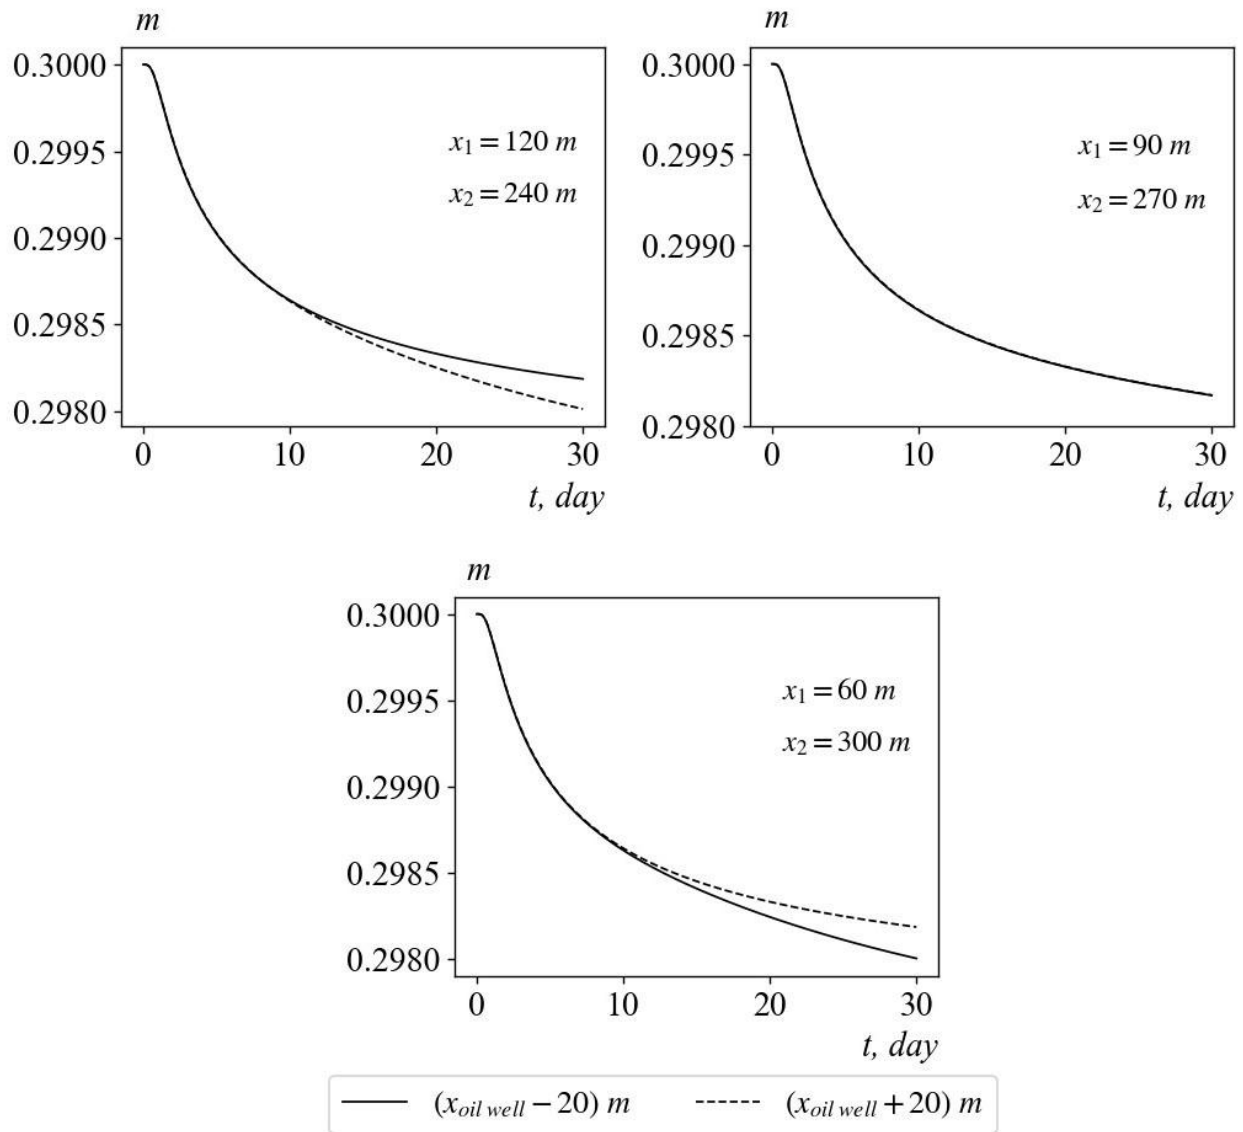 m
0.3000
0.2995
0.2990
0.2985
0.2980
x₁ = 120 m
x₂ = 240 m
0 10 20 30
t, day
m
0.3000
0.2995
0.2990
0.2985
0.2980
x₁ = 90 m
x₂ = 270 m
0 10 20 30
t, day
m
0.3000
0.2995
0.2990
0.2985
0.2980
x₁ = 60 m
x₂ = 300 m
0 10 20 30
t, day
(x_oil well − 20) m (x_oil well + 20) m